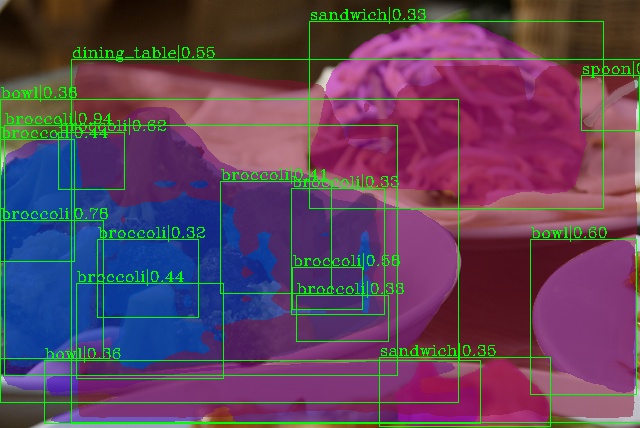 sandwich|0.33
dining_table|0.55
spoon|0
bowl|0.36
broccoli|0.94
broccoli|0.62
broccoli|0.44
broccoli|0.41
broccoli|0.33
broccoli|0.76
broccoli|0.32
bowl|0.60
broccoli|0.58
broccoli|0.44
broccoli|0.33
sandwich|0.35
bowl|0.36